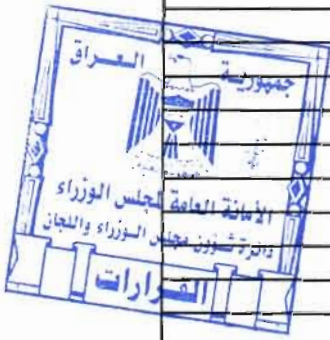 جمهورية العراق
الأمانة العامة لمجلس الوزراء
دائرة شؤون مجلس الوزراء واللجان
القرارات